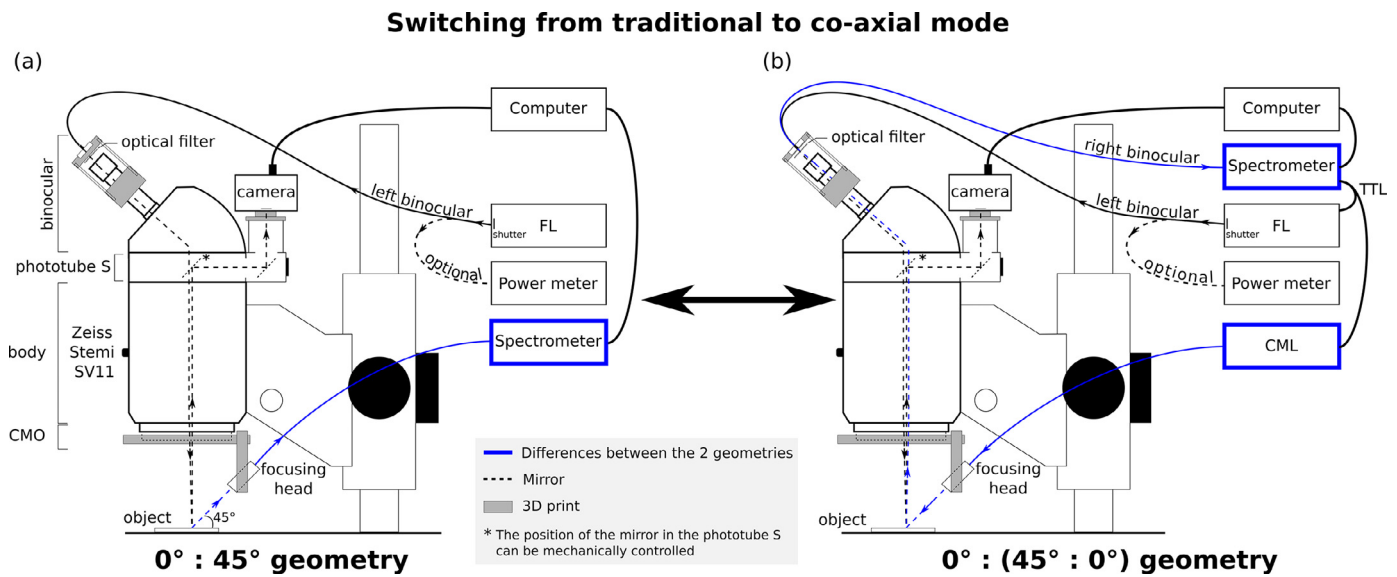 Switching from traditional to co-axial mode
(a)
optical filter
binocular
camera
left binocular
Computer
shutter
FL
optional
Power meter
phototube S
*
body
Zeiss
Stemi
SV11
Spectrometer
CMO
focusing
head
object
45°
0° : 45° geometry
Differences between the 2 geometries
Mirror
3D print
* The position of the mirror in the phototube S
can be mechanically controlled
(b)
optical filter
camera
right binocular
left binocular
Computer
Spectrometer
TTL
shutter
FL
optional
Power meter
*
CML
focusing
head
object
0° : (45° : 0°) geometry